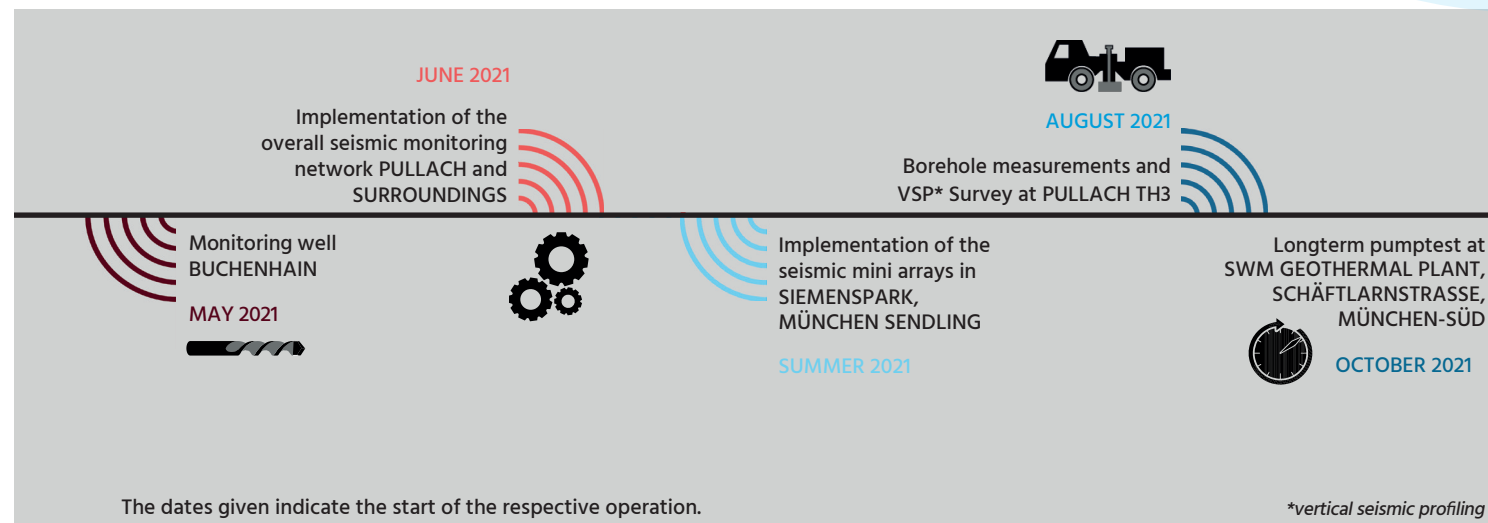 JUNE 2021
Implementation of the
overall seismic monitoring
network PULLACH and
SURROUNDINGS
AUGUST 2021
Borehole measurements and
VSP* Survey at PULLACH TH3
Monitoring well
BUCHENHAIN
MAY 2021
Implementation of the
seismic mini arrays in
SIEMENSPARK,
MÜNCHEN SENDLING
SUMMER 2021
Longterm pumptest at
SWM GEOTHERMAL PLANT,
SCHÄFTLARNSTRASSE,
MÜNCHEN-SÜD
OCTOBER 2021
The dates given indicate the start of the respective operation.
*vertical seismic profiling